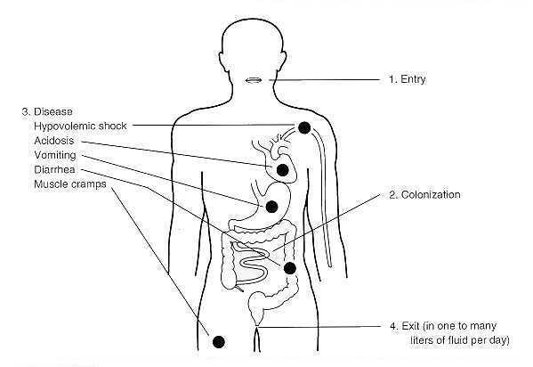 1. Entry
3. Disease
Hypovolemic shock
Acidosis
Vomiting
Diarrhea
Muscle cramps
2. Colonization
4. Exit (in one to many
liters of fluid per day)